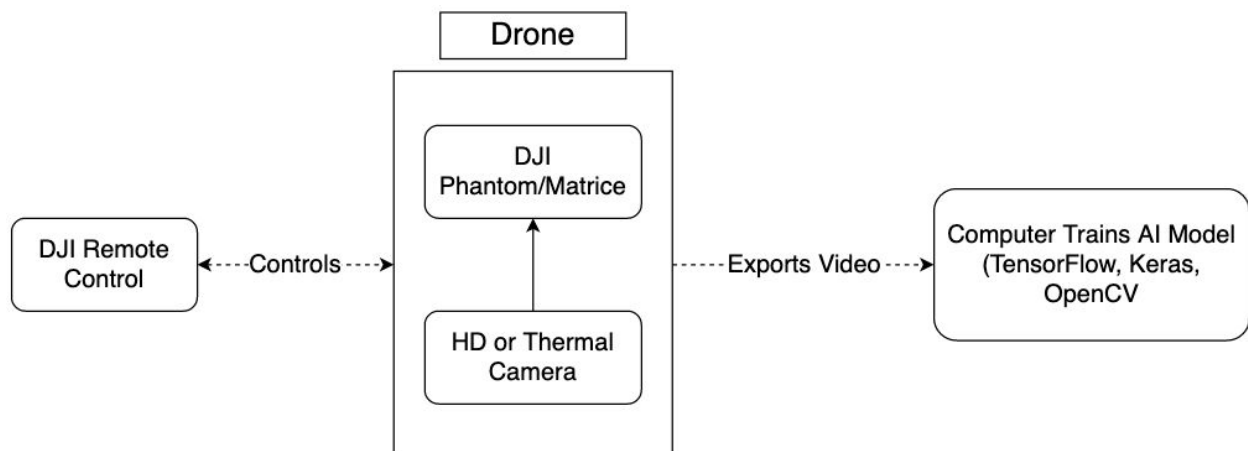 Drone
DJI
Phantom/Matrice
DJI Remote
Control
Controls
HD or Thermal
Camera
Exports Video
Computer Trains AI Model
(TensorFlow, Keras,
OpenCV